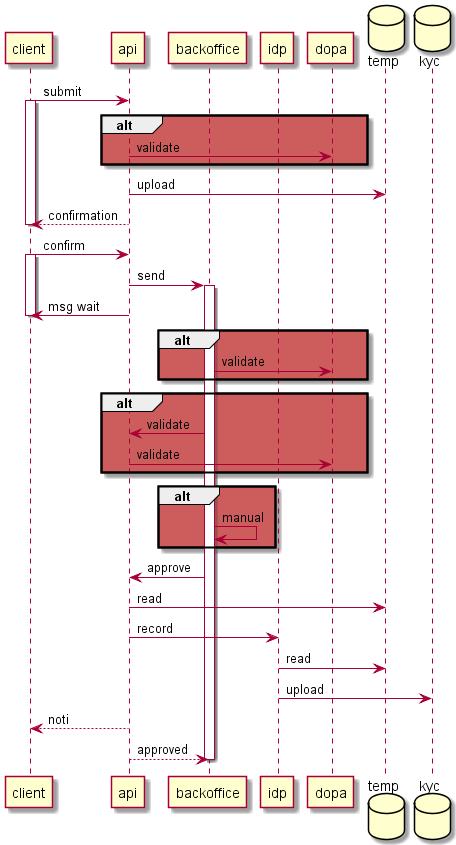 client api backoffice idp dopa temp kyc
submit
alt
validate
upload
confirmation
confirm
send
msg wait
alt
validate
alt
validate
validate
alt
manual
approve
read
record
read
upload
noti
approved
client api backoffice idp dopa temp kyc